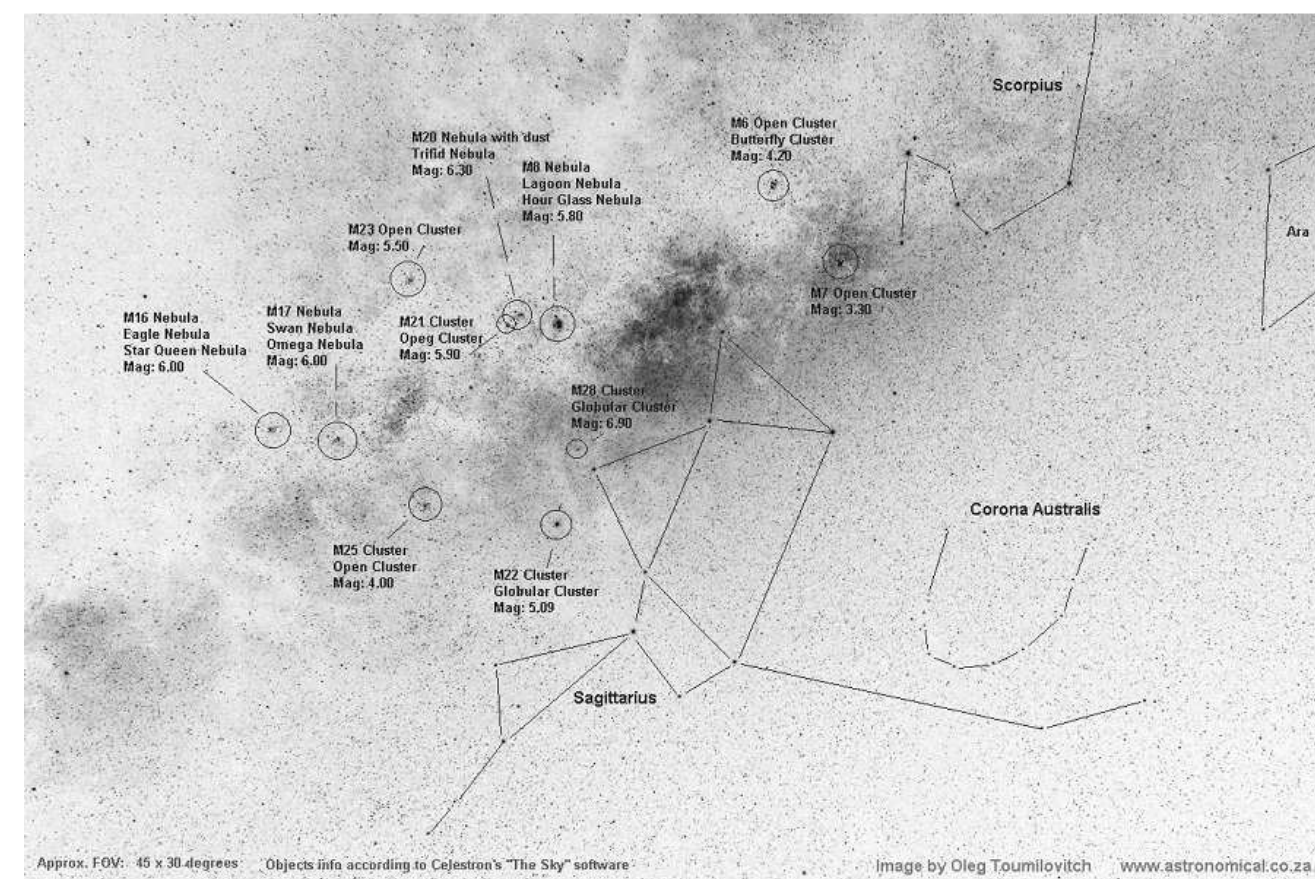 Scorpius
M6 Open Cluster
Butterfly Cluster
Mag: 4.20
M20 Nebula with dust
Trifid Nebula
Mag: 6.30
M8 Nebula
Lagoon Nebula
Hour Glass Nebula
Mag: 5.80
M23 Open Cluster
Mag: 5.50
Ara
M7 Open Cluster
Mag: 3.30
M16 Nebula
Eagle Nebula
Star Queen Nebula
Mag: 6.00
M17 Nebula
Swan Nebula
Omega Nebula
Mag: 6.00
M21 Cluster
Opeg Cluster
Mag: 5.90
M28 Cluster
Globular Cluster
Mag: 6.90
Corona Australis
M25 Cluster
Open Cluster
Mag: 4.00
M22 Cluster
Globular Cluster
Mag: 5.09
Sagittarius
Approx. FOV: 45 x 30 degrees
Objects info according to Celestron's "The Sky" software
Image by Oleg Toumilovitch
www.astronomical.co.za